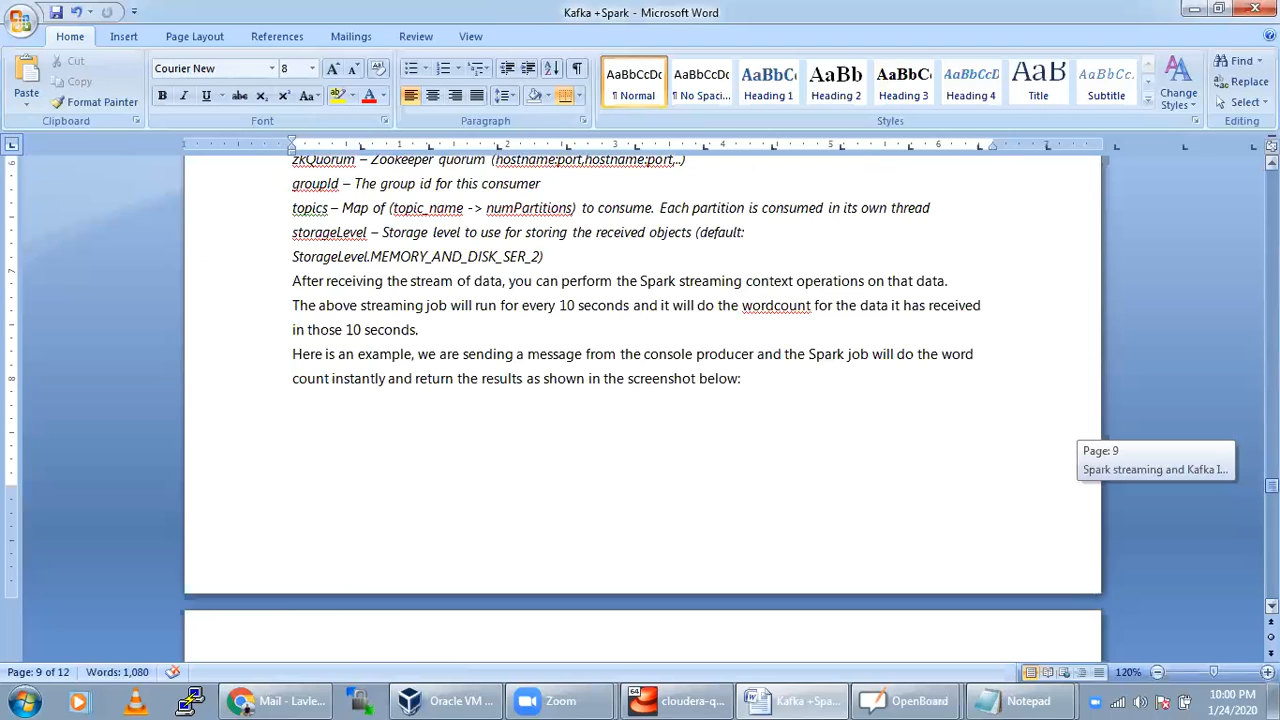 Kafka +Spark - Microsoft Word
Home Insert Page Layout References Mailings Review View
Paste
Cut
Copy
Format Painter
Clipboard
Courier New 8
Font
Paragraph
AaBbCcDc AaBbCcDc AaBbC AaBb AaBbC AaBbCcD AaB AaBbCcD
¶ Normal ¶ No Spaci... Heading 1 Heading 2 Heading 3 Heading 4 Title Subtitle
Styles
Change Styles
Find
Replace
Select
Editing
zkQuorum – Zookeeper quorum (hostname:port,hostname:port,..)
groupId – The group id for this consumer
topics – Map of (topic_name -> numPartitions) to consume. Each partition is consumed in its own thread
storageLevel – Storage level to use for storing the received objects (default:
StorageLevel.MEMORY_AND_DISK_SER_2)
After receiving the stream of data, you can perform the Spark streaming context operations on that data.
The above streaming job will run for every 10 seconds and it will do the wordcount for the data it has received
in those 10 seconds.
Here is an example, we are sending a message from the console producer and the Spark job will do the word
count instantly and return the results as shown in the screenshot below:
Page: 9
Spark streaming and Kafka I...
Page: 9 of 12 Words: 1,080 120%
Mail - Lavle... Oracle VM ... Zoom cloudera-q... Kafka +Spa... OpenBoard Notepad
10:00 PM
1/24/2020